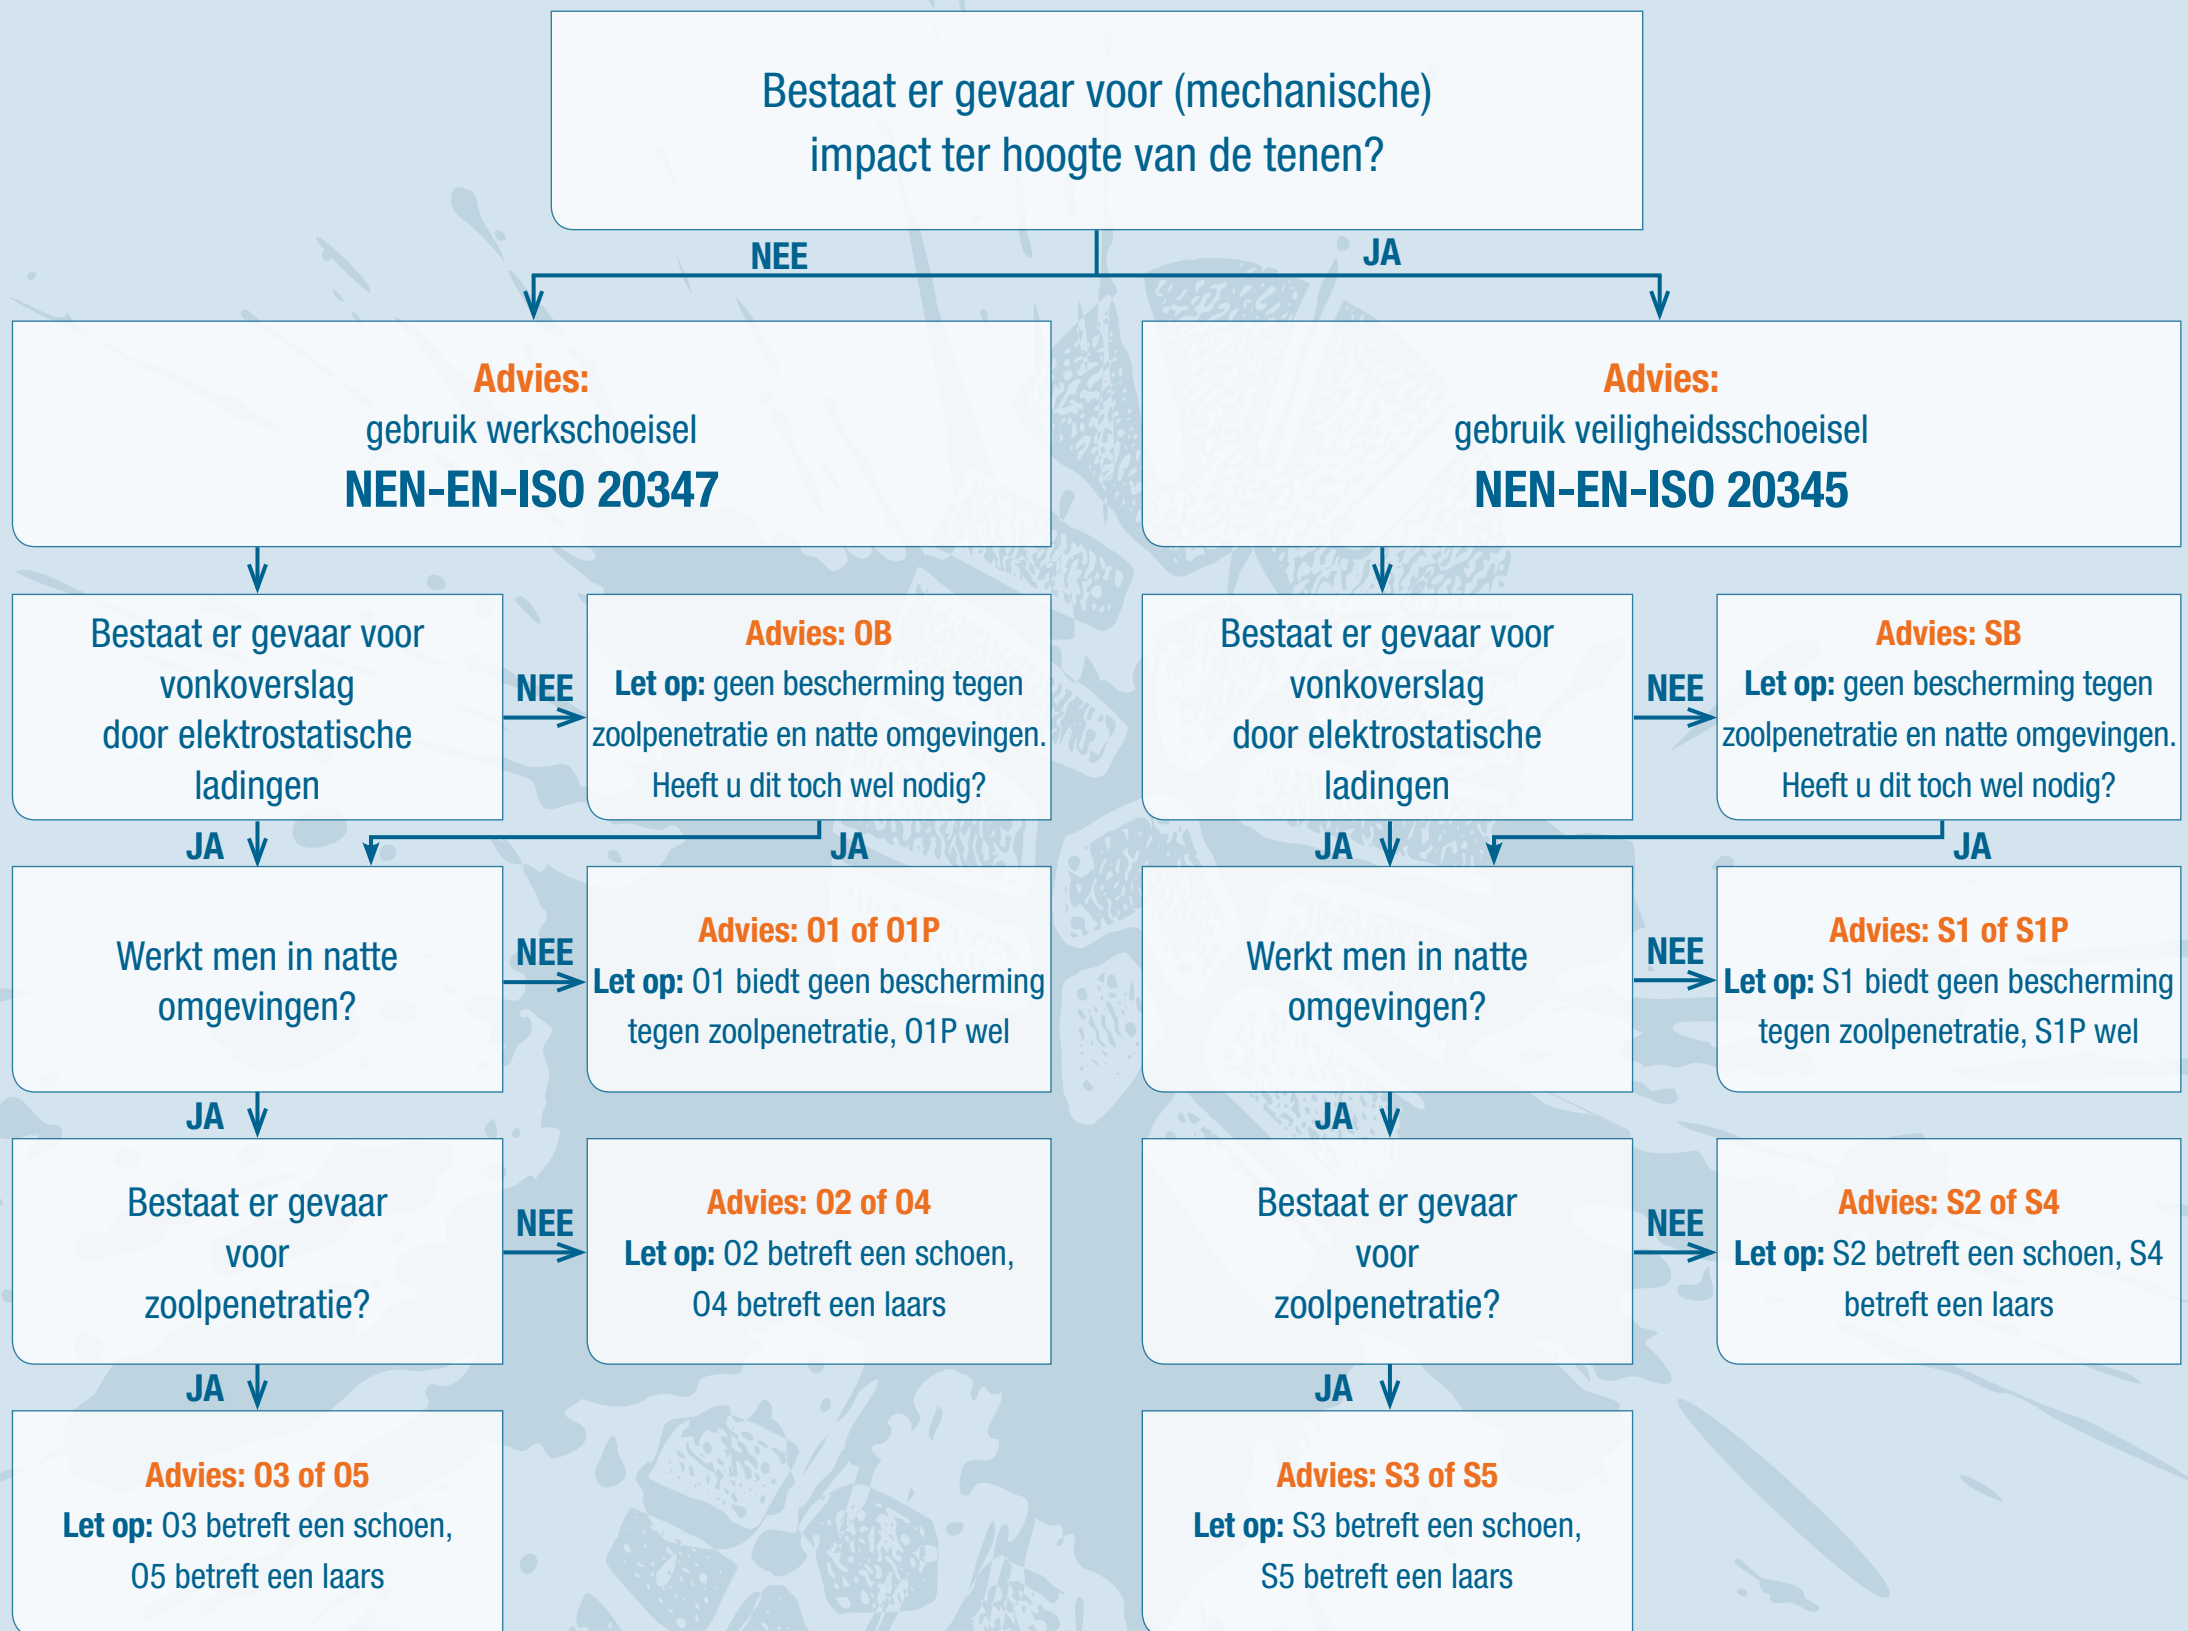 Bestaat er gevaar voor (mechanische)
impact ter hoogte van de tenen?
NEE
JA
Advies:
gebruik werkschoeisel
NEN-EN-ISO 20347
Advies:
gebruik veiligheidsschoeisel
NEN-EN-ISO 20345
Bestaat er gevaar voor
vonkoverslag
door elektrostatische
ladingen
NEE
Advies: OB
Let op: geen bescherming tegen
zoolpenetratie en natte omgevingen.
Heeft u dit toch wel nodig?
Bestaat er gevaar voor
vonkoverslag
door elektrostatische
ladingen
NEE
Advies: SB
Let op: geen bescherming tegen
zoolpenetratie en natte omgevingen.
Heeft u dit toch wel nodig?
JA
JA
JA
JA
Werkt men in natte
omgevingen?
NEE
Advies: O1 of O1P
Let op: O1 biedt geen bescherming
tegen zoolpenetratie, O1P wel
Werkt men in natte
omgevingen?
NEE
Advies: S1 of S1P
Let op: S1 biedt geen bescherming
tegen zoolpenetratie, S1P wel
JA
JA
Bestaat er gevaar
voor
zoolpenetratie?
NEE
Advies: O2 of O4
Let op: O2 betreft een schoen,
O4 betreft een laars
Bestaat er gevaar
voor
zoolpenetratie?
NEE
Advies: S2 of S4
Let op: S2 betreft een schoen, S4
betreft een laars
JA
JA
Advies: O3 of O5
Let op: O3 betreft een schoen,
O5 betreft een laars
Advies: S3 of S5
Let op: S3 betreft een schoen,
S5 betreft een laars